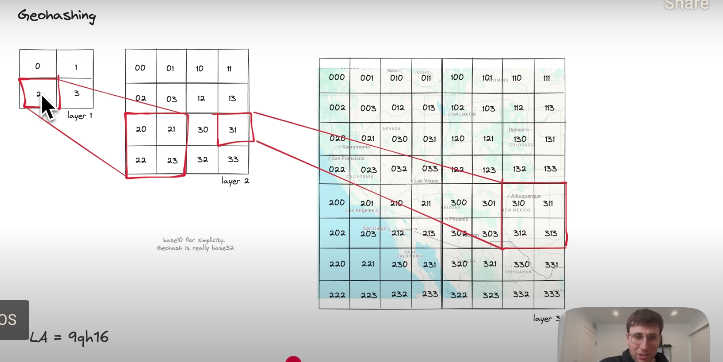 Share
Geohashing
0 1
2 3
layer 1
00 01 10 11
02 03 12 13
20 21 30 31
22 23 32 33
layer 2
base10 for simplicity.
Geohash is really base32
000 001 010 011 100 101 110 111
002 003 012 013 102 103 112 113
Salt Lake City
NEVADA
Denver
020 021 030 031 120 121 130 131
COLORADO
Sacramento
San Francisco
022 023 032 033 122 123 132 133
CALIFORNIA
Las Vegas
Albuquerque
200 201 210 211 300 301 310 311
Los Angeles
NEW MEXICO
Phoenix
San Diego
202 203 212 213 302 303 312 313
220 221 230 231 320 321 330 331
CHIHUAHUA
222 223 232 233 322 323 332 333
layer 3
OS
LA = 9qh16